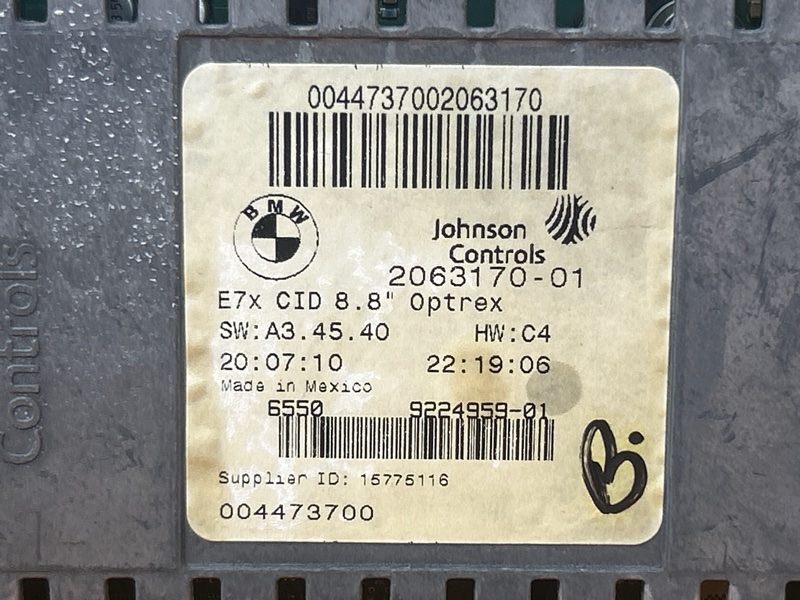 0044737002063170
BMW
Johnson
Controls
2063170-01
E7x CID 8.8" Optrex
SW:A3.45.40 HW:C4
20:07:10 22:19:06
Made in Mexico
6550 9224959-01
Supplier ID: 15775116
004473700
B.
Controls